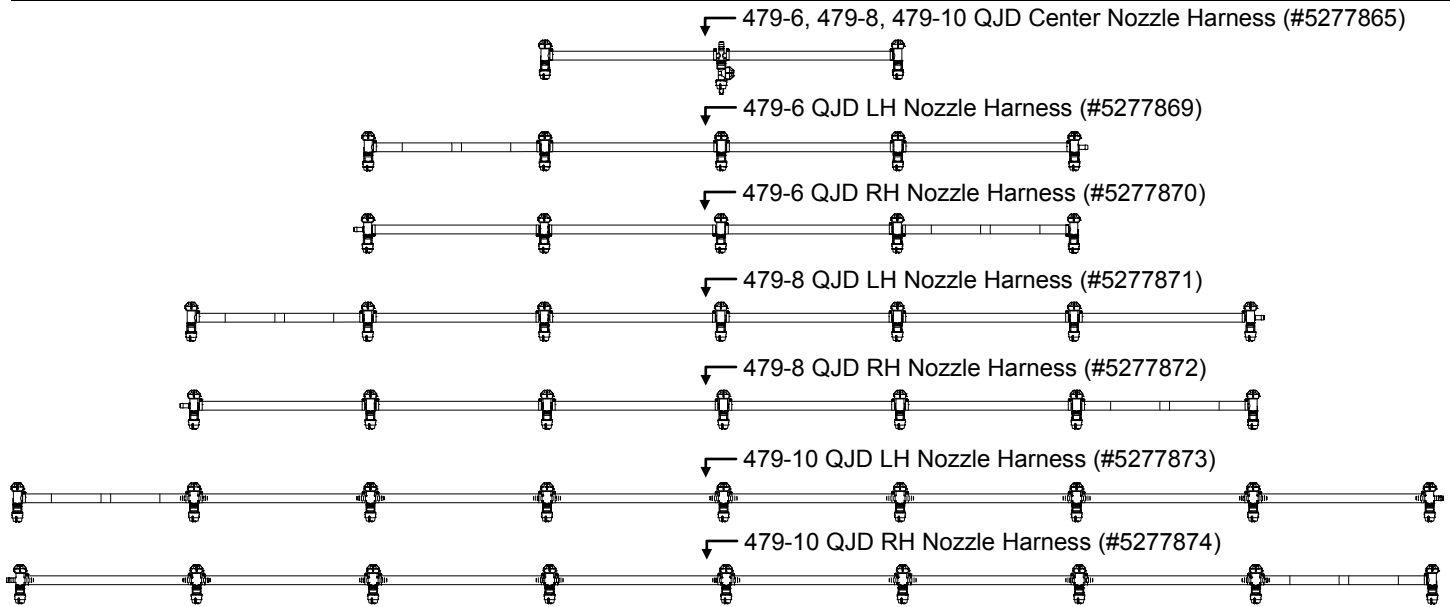 479-6, 479-8, 479-10 QJD Center Nozzle Harness (#5277865)
479-6 QJD LH Nozzle Harness (#5277869)
479-6 QJD RH Nozzle Harness (#5277870)
479-8 QJD LH Nozzle Harness (#5277871)
479-8 QJD RH Nozzle Harness (#5277872)
479-10 QJD LH Nozzle Harness (#5277873)
479-10 QJD RH Nozzle Harness (#5277874)